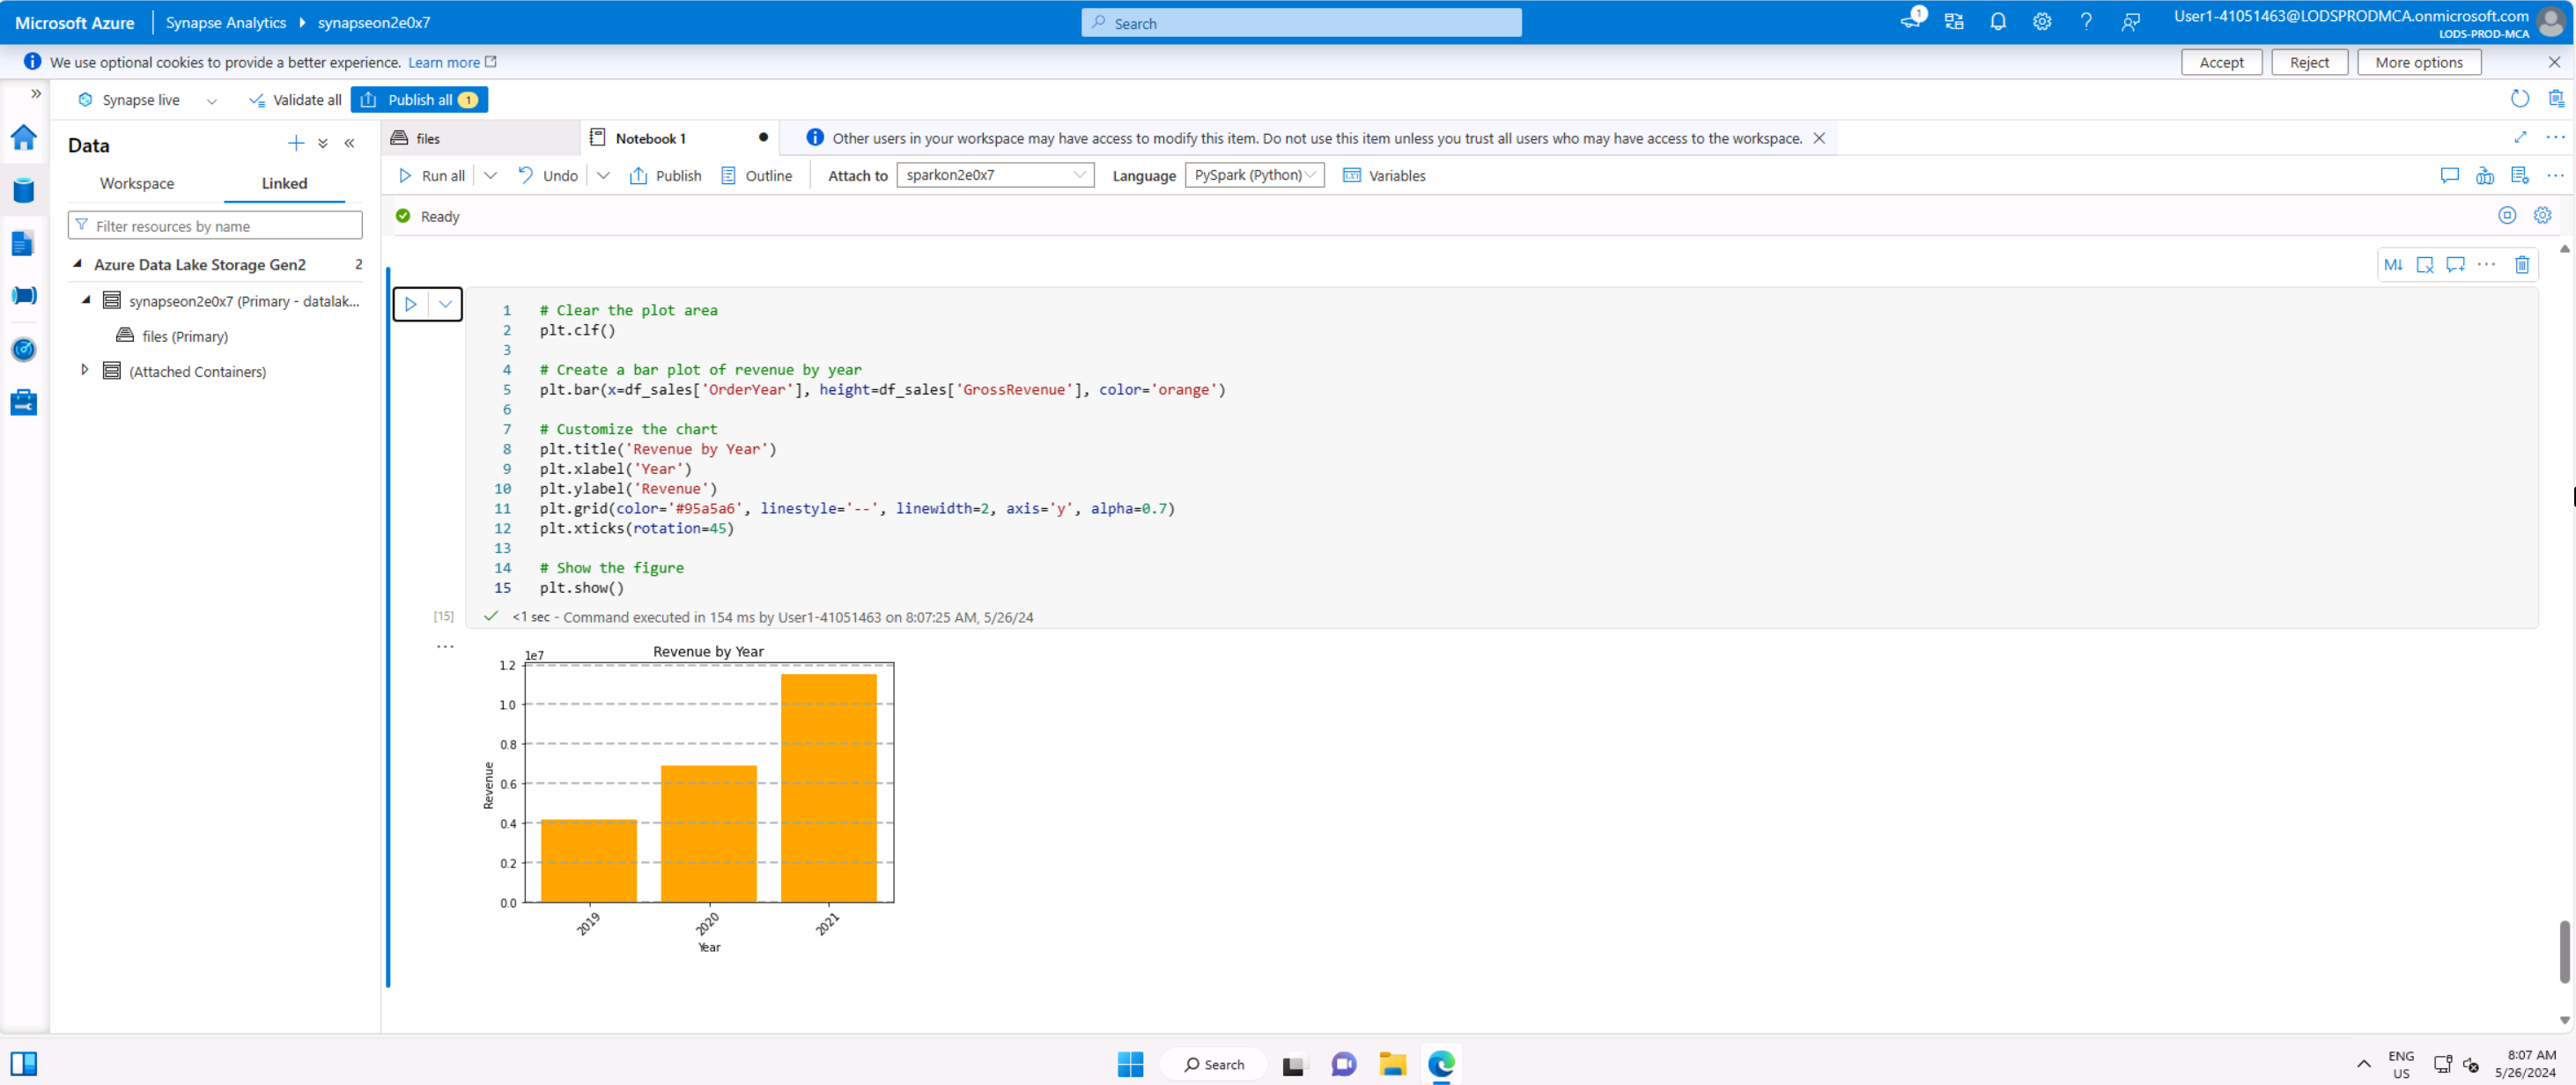 Microsoft Azure Synapse Analytics synapseon2e0x7 Search 1 User1-41051463@LODSPRODMCA.onmicrosoft.com
LODS-PROD-MCA
We use optional cookies to provide a better experience. Learn more Accept Reject More options
Synapse live Validate all Publish all 1
Data
Workspace Linked
Filter resources by name
Azure Data Lake Storage Gen2 2
synapseon2e0x7 (Primary - datalak...
files (Primary)
(Attached Containers)
files Notebook 1 Other users in your workspace may have access to modify this item. Do not use this item unless you trust all users who may have access to the workspace.
Run all Undo Publish Outline Attach to sparkon2e0x7 Language PySpark (Python) Variables
Ready
M↓
1 # Clear the plot area
2 plt.clf()
3
4 # Create a bar plot of revenue by year
5 plt.bar(x=df_sales['OrderYear'], height=df_sales['GrossRevenue'], color='orange')
6
7 # Customize the chart
8 plt.title('Revenue by Year')
9 plt.xlabel('Year')
10 plt.ylabel('Revenue')
11 plt.grid(color='#95a5a6', linestyle='--', linewidth=2, axis='y', alpha=0.7)
12 plt.xticks(rotation=45)
13
14 # Show the figure
15 plt.show()
[15] <1 sec - Command executed in 154 ms by User1-41051463 on 8:07:25 AM, 5/26/24
Revenue by Year
1e7
1.2
1.0
0.8
0.6
0.4
0.2
0.0
Revenue
2019 2020 2021
Year
Search
ENG
US
8:07 AM
5/26/2024